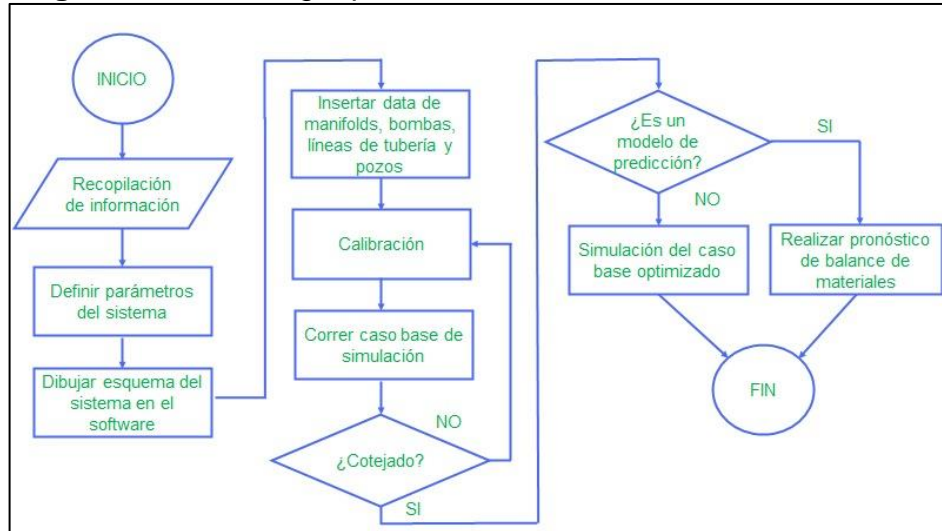 INICIO
Recopilación
de información
Definir parámetros
del sistema
Dibujar esquema del
sistema en el
software
Insertar data de
manifolds, bombas,
líneas de tubería y
pozos
Calibración
Correr caso base de
simulación
NO
¿Cotejado?
SI
¿Es un
modelo de
predicción?
SI
NO
Simulación del caso
base optimizado
Realizar pronóstico
de balance de
materiales
FIN